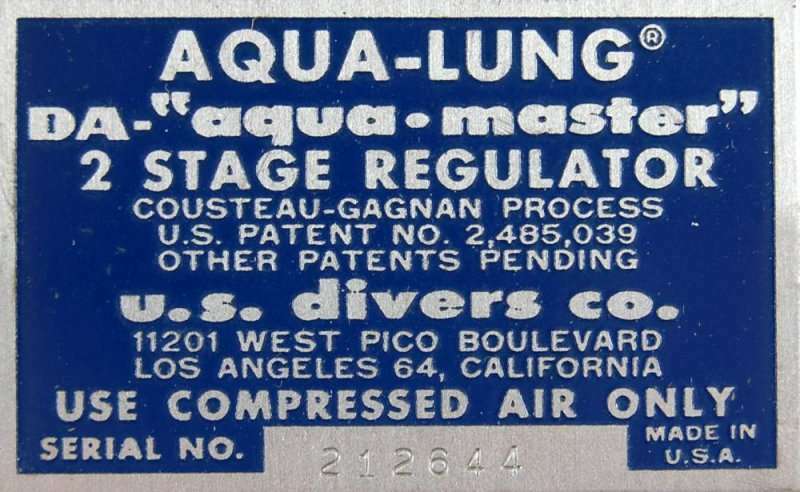 AQUA-LUNG®
DA-"aqua•master"
2 STAGE REGULATOR
COUSTEAU-GAGNAN PROCESS
U.S. PATENT NO. 2,485,039
OTHER PATENTS PENDING
u.s. divers co.
11201 WEST PICO BOULEVARD
LOS ANGELES 64, CALIFORNIA
USE COMPRESSED AIR ONLY
SERIAL NO. 212644 MADE IN
U.S.A.